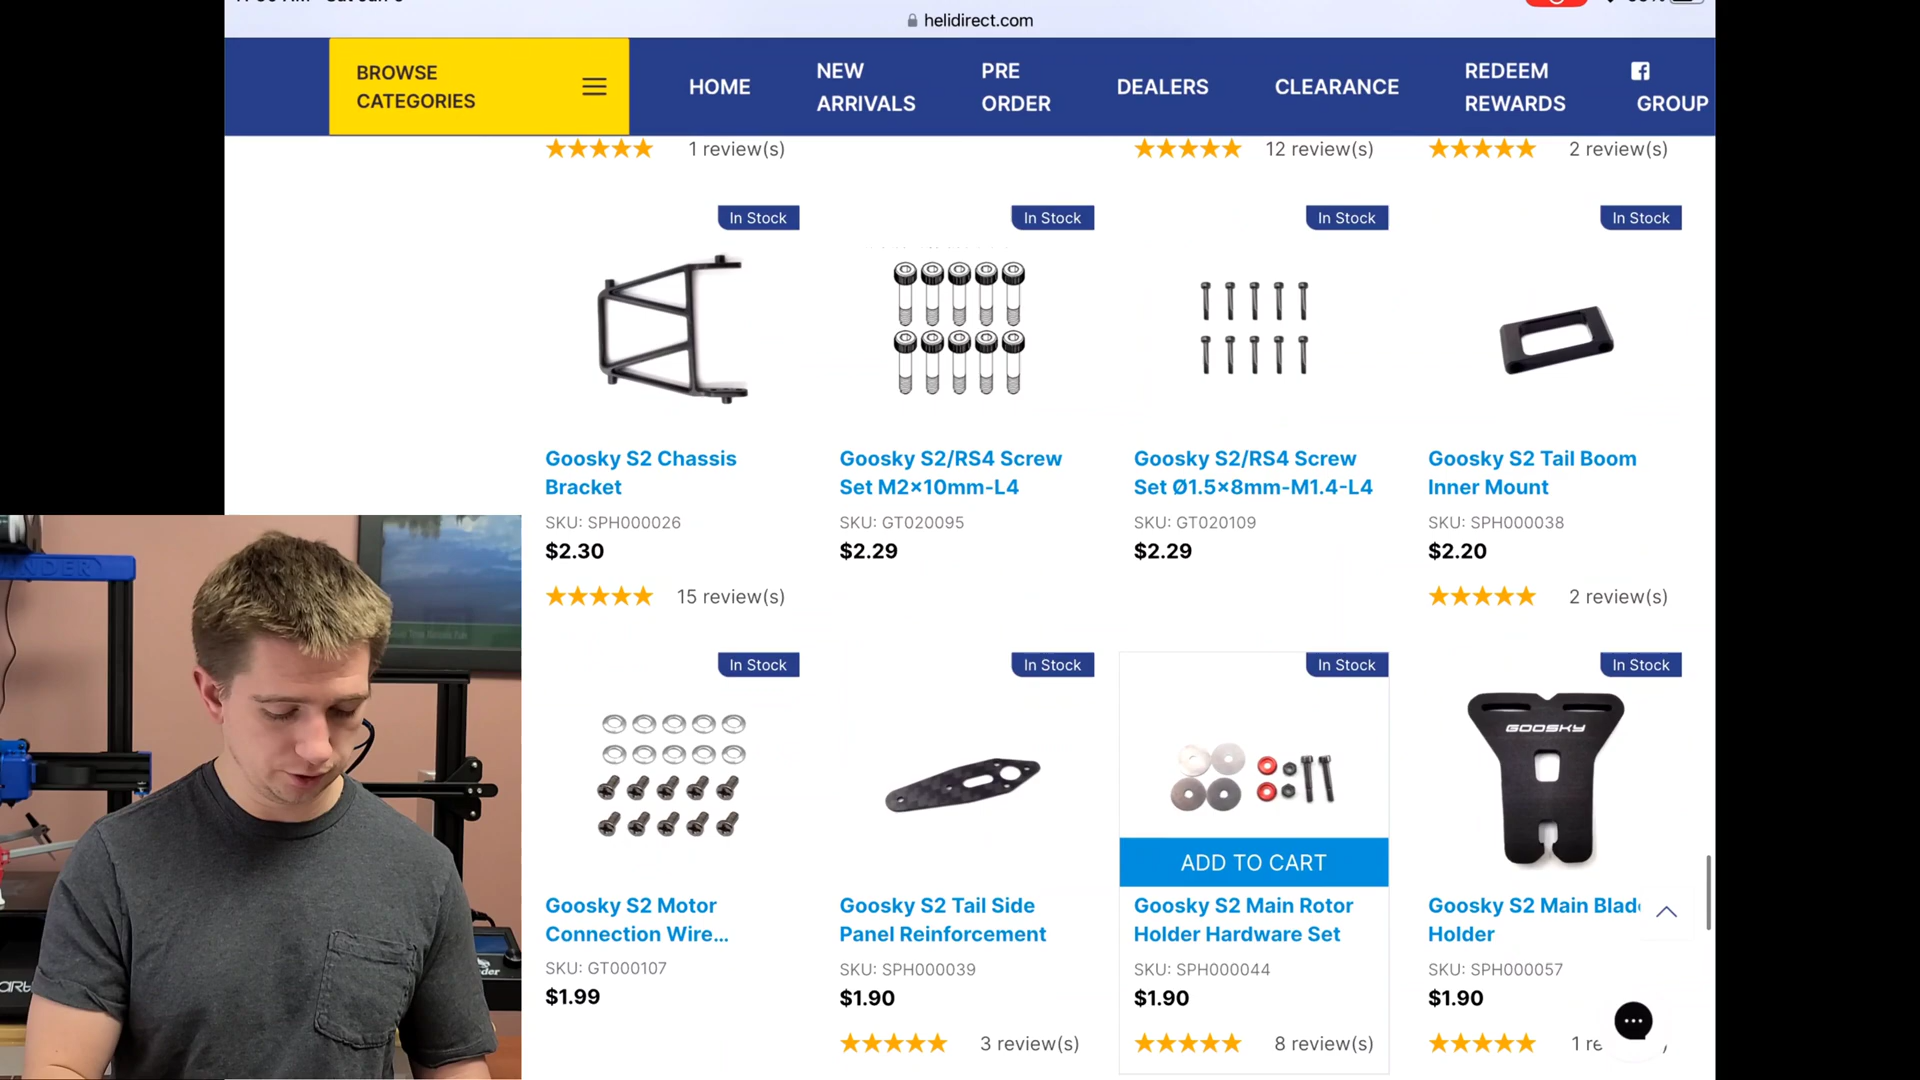 helidirect.com
BROWSE
CATEGORIES
HOME
NEW
ARRIVALS
PRE
ORDER
DEALERS
CLEARANCE
REDEEM
REWARDS
GROUP
1 review(s)
12 review(s)
2 review(s)
In Stock
In Stock
In Stock
In Stock
Goosky S2 Chassis
Bracket
SKU: SPH000026
$2.30
15 review(s)
Goosky S2/RS4 Screw
Set M2×10mm-L4
SKU: GT020095
$2.29
Goosky S2/RS4 Screw
Set Ø1.5×8mm-M1.4-L4
SKU: GT020109
$2.29
Goosky S2 Tail Boom
Inner Mount
SKU: SPH000038
$2.20
2 review(s)
In Stock
In Stock
In Stock
In Stock
GOOSKY
ADD TO CART
Goosky S2 Motor
Connection Wire...
SKU: GT000107
$1.99
Goosky S2 Tail Side
Panel Reinforcement
SKU: SPH000039
$1.90
3 review(s)
Goosky S2 Main Rotor
Holder Hardware Set
SKU: SPH000044
$1.90
8 review(s)
Goosky S2 Main
Holder
SKU: SPH000057
$1.90